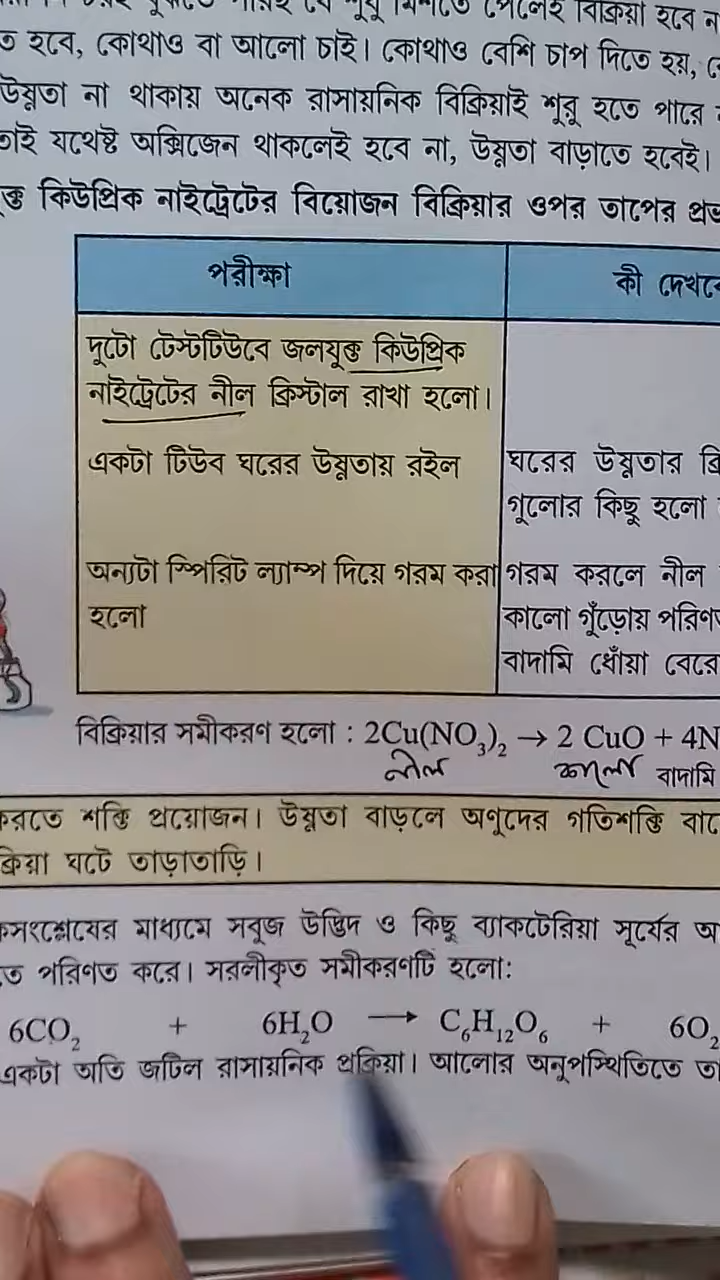 হবে, কোথাও বা আলো চাই। কোথাও বেশি চাপ দিতে হয়,
উষ্ণতা না থাকায় অনেক রাসায়নিক বিক্রিয়াই শুরু হতে পারে
তাই যথেষ্ট অক্সিজেন থাকলেই হবে না, উষ্ণতা বাড়াতে হবেই।
কিউপ্রিক নাইট্রেটের বিয়োজন বিক্রিয়ার ওপর তাপের
পরীক্ষা
কী
দুটো টেস্টটিউবে জলযুক্ত কিউপ্রিক
নাইট্রেটের নীল ক্রিস্টাল রাখা হলো।
একটা টিউব ঘরের উষ্ণতায় রইল
ঘরের উষ্ণতার
গুলোর কিছু হলো
অন্যটা স্পিরিট ল্যাম্প দিয়ে গরম করা
হলো
গরম করলে নীল
কালো গুঁড়োয়
বাদামি ধোঁয়া
বিক্রিয়ার সমীকরণ হলো : 2Cu(NO₃)₂ → 2 CuO + 4N
নীল কালো বাদামি
করতে শক্তি প্রয়োজন। উষ্ণতা বাড়লে অণুদের গতিশক্তি
ঘটে তাড়াতাড়ি।
মাধ্যমে সবুজ উদ্ভিদ ও কিছু ব্যাকটেরিয়া সূর্যের
পরিণত করে। সরলীকৃত সমীকরণটি হলো:
6CO₂ + 6H₂O → C₆H₁₂O₆ + 6O₂
একটা অতি জটিল রাসায়নিক প্রক্রিয়া। আলোর অনুপস্থিতিতে